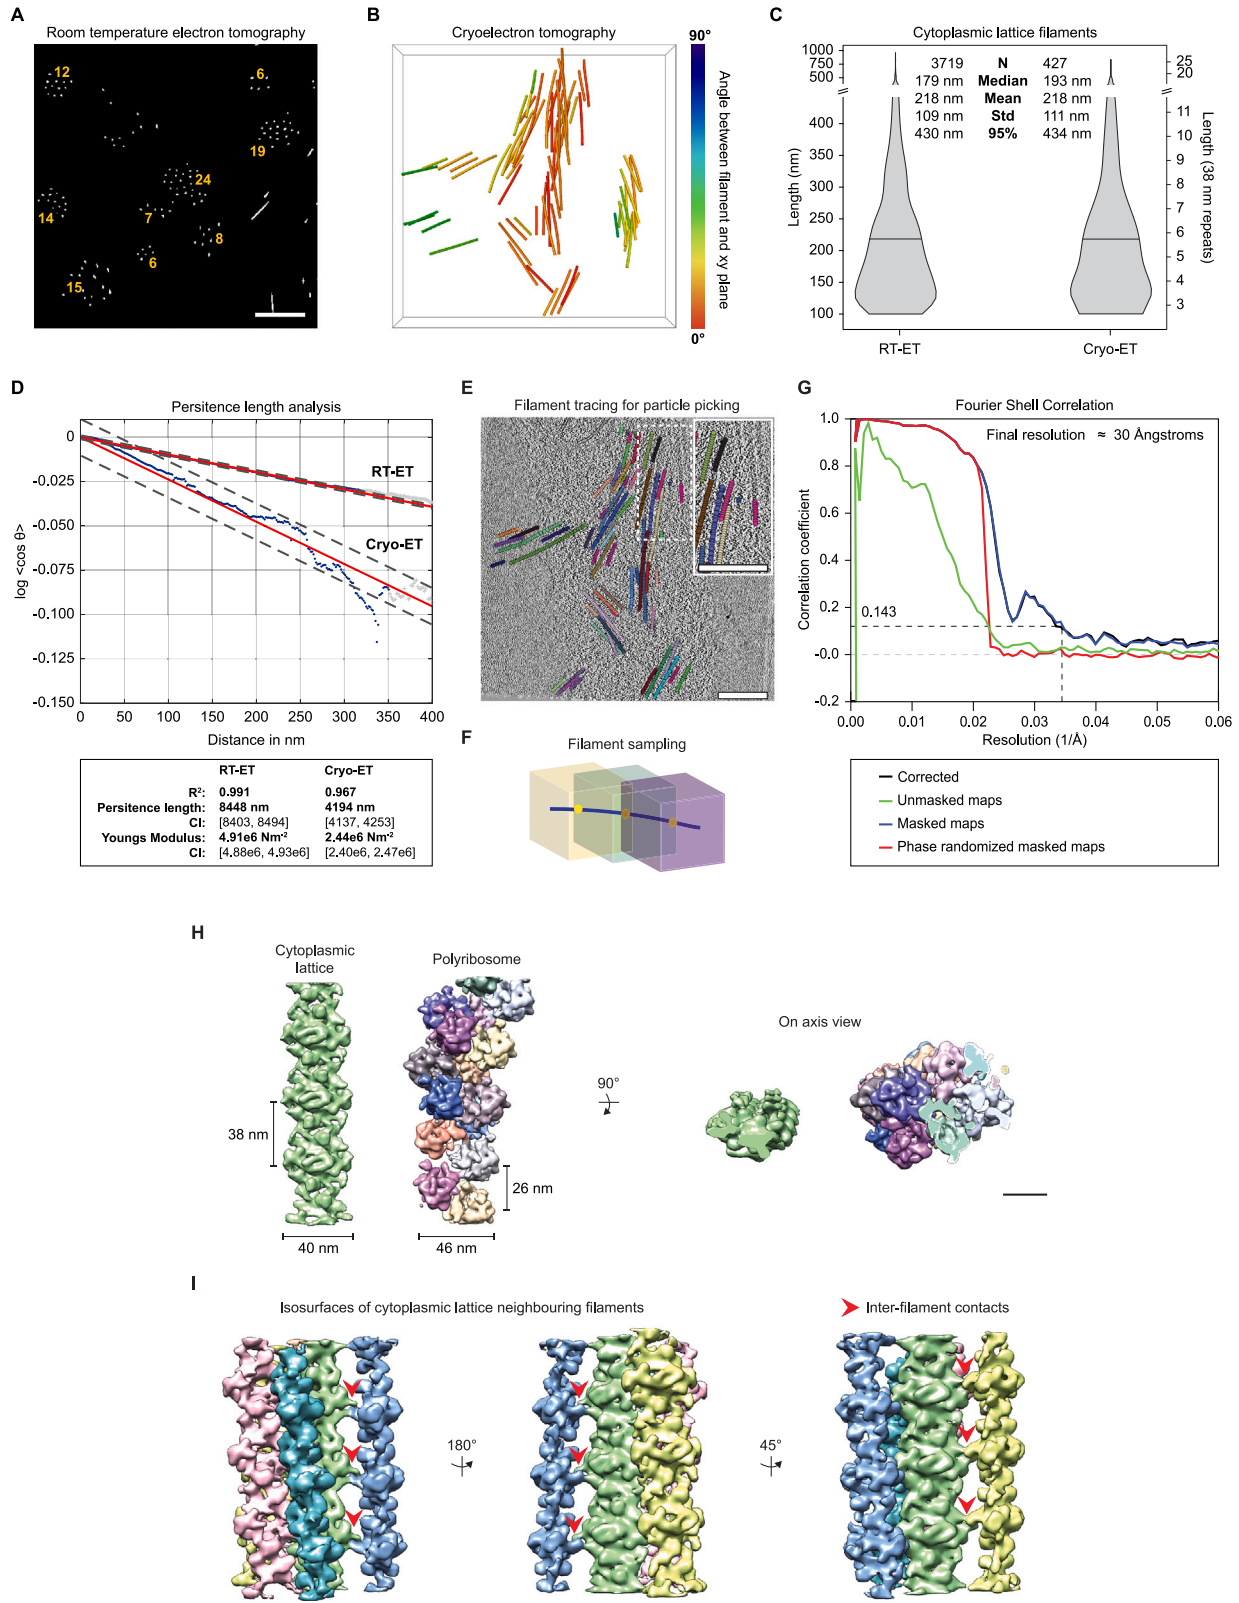 A
Room temperature electron tomography
12
6
19
24
14
7
8
6
15
B
Cryoelectron tomography
90°
Angle between filament and xy plane
0°
C
Cytoplasmic lattice filaments
1000
750
500
400
350
300
250
200
150
100
Length (nm)
3719 N 427
179 nm Median 193 nm
218 nm Mean 218 nm
109 nm Std 111 nm
430 nm 95% 434 nm
25
20
11
10
9
8
7
6
5
4
3
Length (38 nm repeats)
RT-ET Cryo-ET
D
Persitence length analysis
0
-0.025
-0.050
-0.075
-0.100
-0.125
-0.150
log <cos θ>
RT-ET
Cryo-ET
0 50 100 150 200 250 300 350 400
Distance in nm
RT-ET Cryo-ET
R²: 0.991 0.967
Persitence length: 8448 nm 4194 nm
CI: [8403, 8494] [4137, 4253]
Youngs Modulus: 4.91e6 Nm⁻² 2.44e6 Nm⁻²
CI: [4.88e6, 4.93e6] [2.40e6, 2.47e6]
E
Filament tracing for particle picking
F
Filament sampling
G
Fourier Shell Correlation
Final resolution ≈ 30 Ångstroms
1.0
0.8
0.6
0.4
0.2
-0.0
-0.2
Correlation coefficient
0.143
0.00 0.01 0.02 0.03 0.04 0.05 0.06
Resolution (1/Å)
Corrected
Unmasked maps
Masked maps
Phase randomized masked maps
H
Cytoplasmic
lattice
Polyribosome
38 nm
40 nm
26 nm
46 nm
90°
On axis view
I
Isosurfaces of cytoplasmic lattice neighbouring filaments
Inter-filament contacts
180°
45°